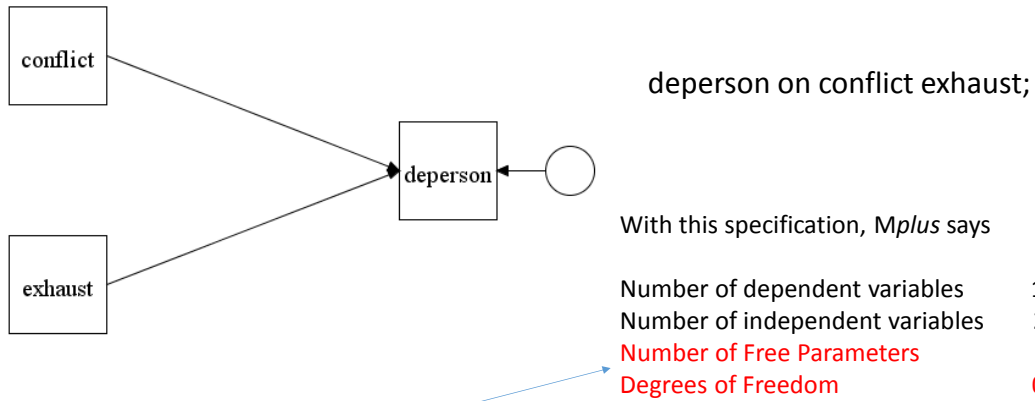 conflict
deperson on conflict exhaust;
deperson
With this specification, Mplus says
exhaust
Number of dependent variables
Number of independent variables
Number of Free Parameters
Degrees of Freedom